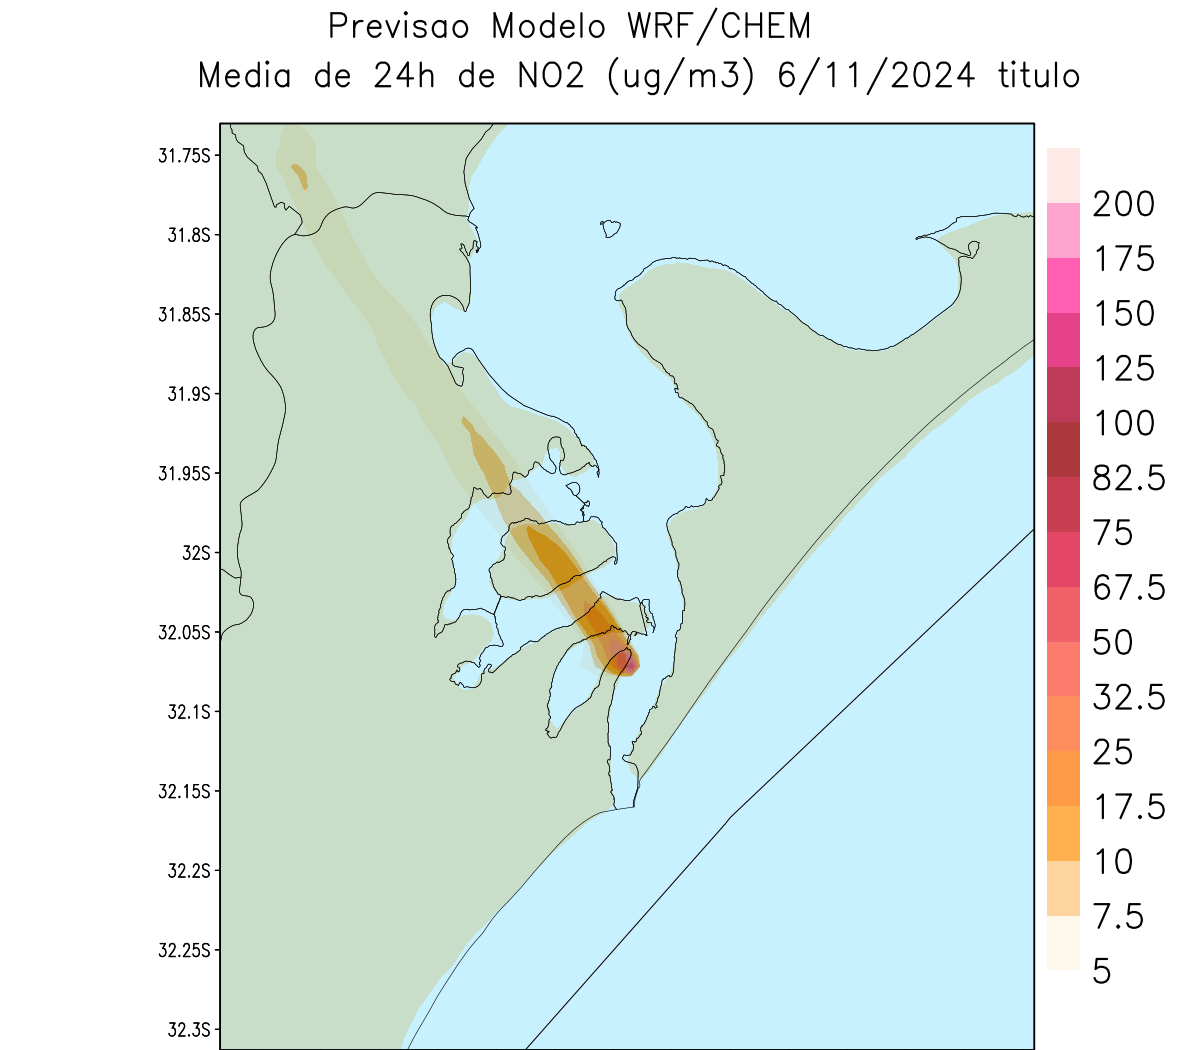 Previsao Modelo WRF/CHEM
Media de 24h de NO2 (ug/m3) 6/11/2024 titulo
31.75S
31.8S
31.85S
31.9S
31.95S
32S
32.05S
32.1S
32.15S
32.2S
32.25S
32.3S
200
175
150
125
100
82.5
75
67.5
50
32.5
25
17.5
10
7.5
5